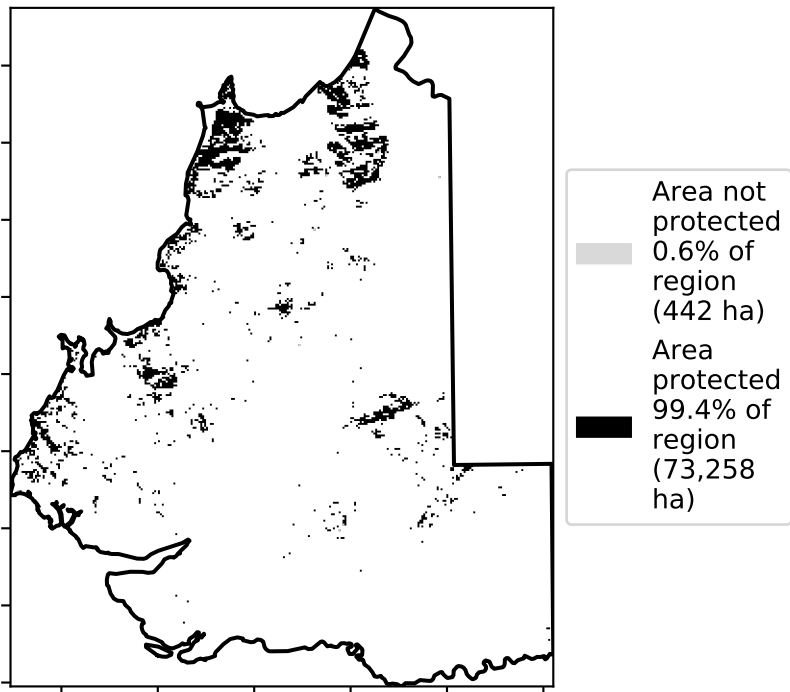 Area not
protected
0.6% of
region
(442 ha)
Area
protected
99.4% of
region
(73,258
ha)